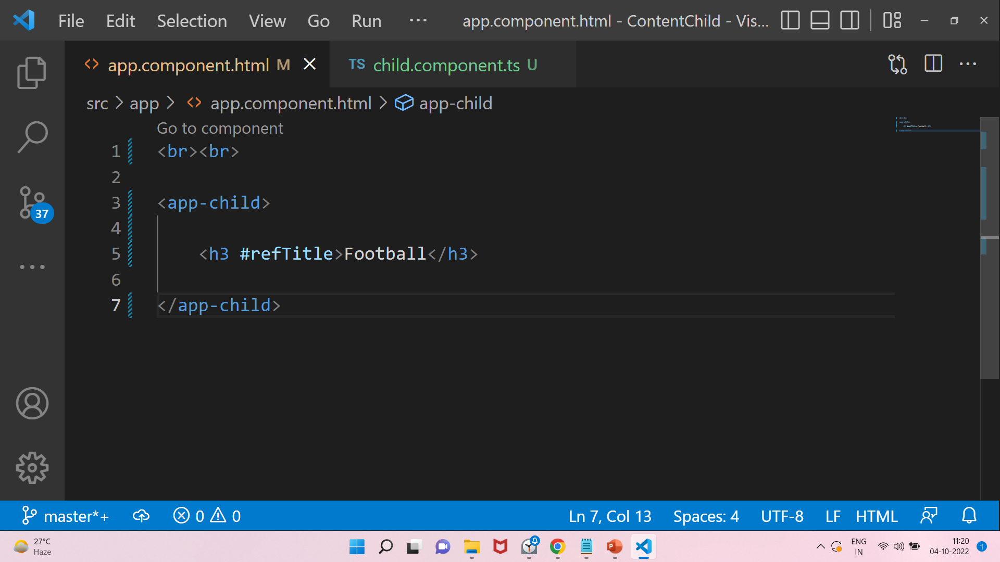 File Edit Selection View Go Run ··· app.component.html - ContentChild - Vis...
<> app.component.html M TS child.component.ts U
src > app > <> app.component.html > app-child
Go to component
1 <br><br>
2
3 <app-child>
4
5 <h3 #refTitle>Football</h3>
6
7 </app-child>
37
master*+ 0 0 Ln 7, Col 13 Spaces: 4 UTF-8 LF HTML
27°C
Haze
ENG
IN
11:20
04-10-2022
1